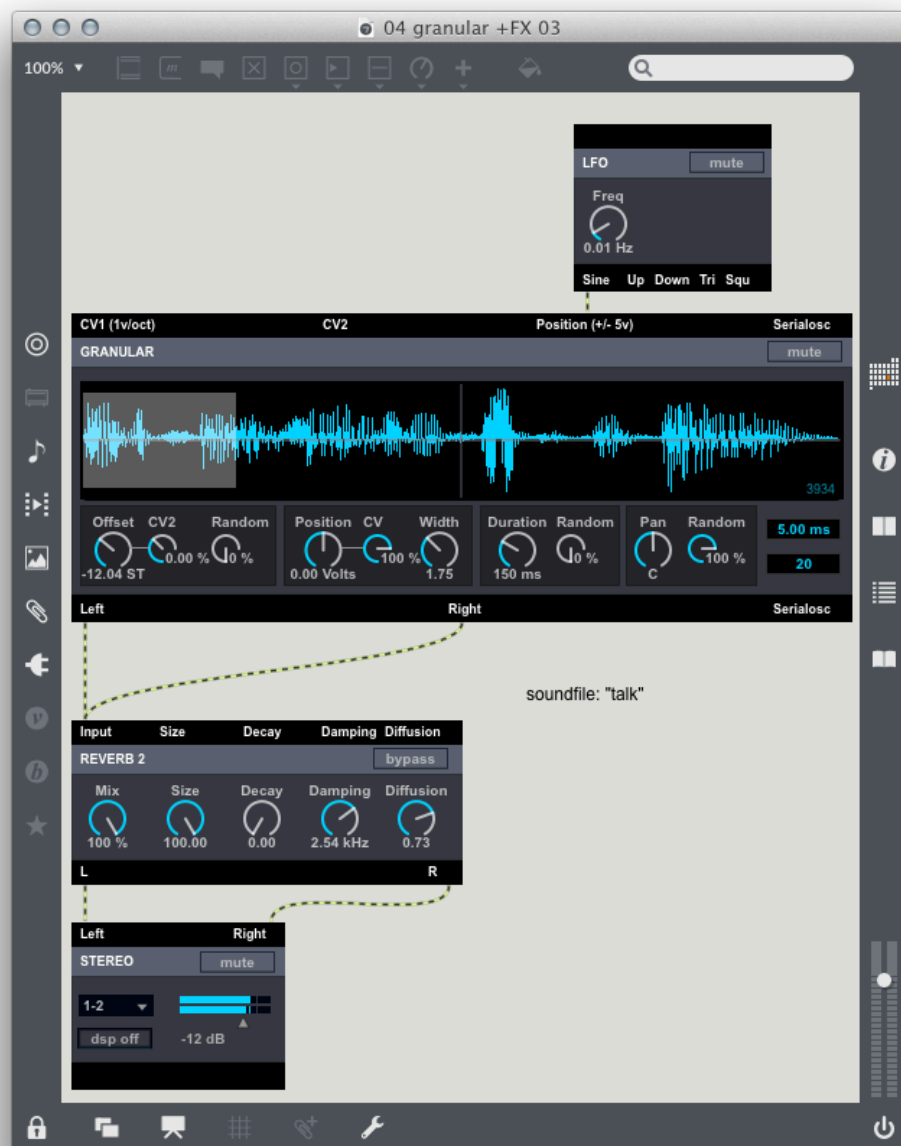 04 granular +FX 03
100%
LFO mute
Freq
0.01 Hz
Sine Up Down Tri Squ
CV1 (1v/oct) CV2 Position (+/- 5v) Serialosc
GRANULAR mute
3934
Offset CV2 Random Position CV Width Duration Random Pan Random
5.00 ms
0.00 % 0 % 100 % 0 % 100 %
-12.04 ST 0.00 Volts 1.75 150 ms C
20
Left Right Serialosc
soundfile: "talk"
Input Size Decay Damping Diffusion
REVERB 2 bypass
Mix Size Decay Damping Diffusion
100 % 100.00 0.00 2.54 kHz 0.73
L R
Left Right
STEREO mute
1-2
dsp off -12 dB